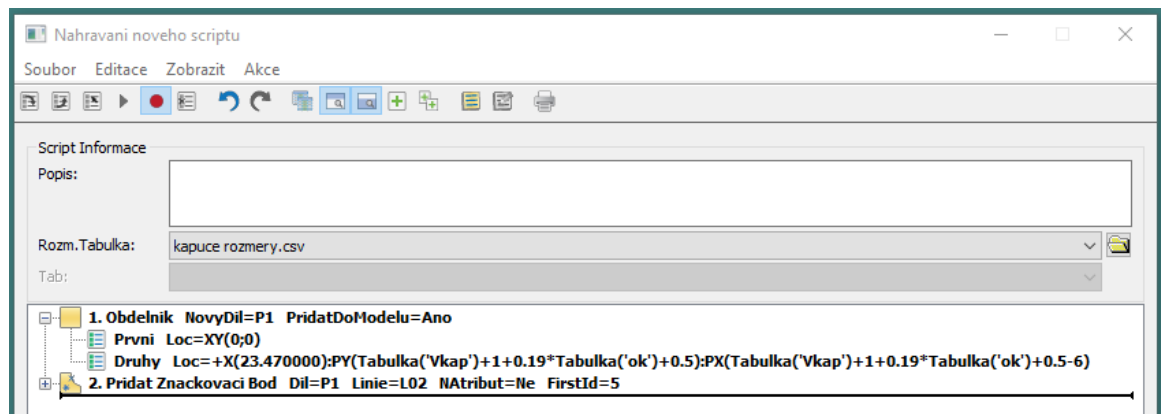 Nahravani noveho scriptu
Soubor Editace Zobrazit Akce
Script Informace
Popis:
Rozm.Tabulka: kapuce rozmery.csv
Tab:
1. Obdelnik NovyDil=P1 PridatDoModelu=Ano
Prvni Loc=XY(0;0)
Druhy Loc=+X(23.470000):PY(Tabulka('Vkap')+1+0.19*Tabulka('ok')+0.5):PX(Tabulka('Vkap')+1+0.19*Tabulka('ok')+0.5-6)
2. Pridat Znackovaci Bod Dil=P1 Linie=L02 NAtribut=Ne FirstId=5